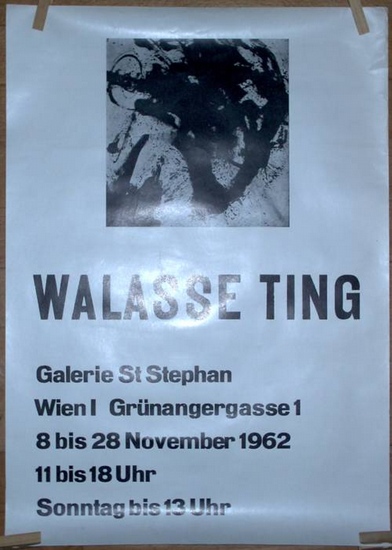 WALASSE TING
Galerie St Stephan
Wien I Grünangergasse 1
8 bis 28 November 1962
11 bis 18 Uhr
Sonntag bis 13 Uhr